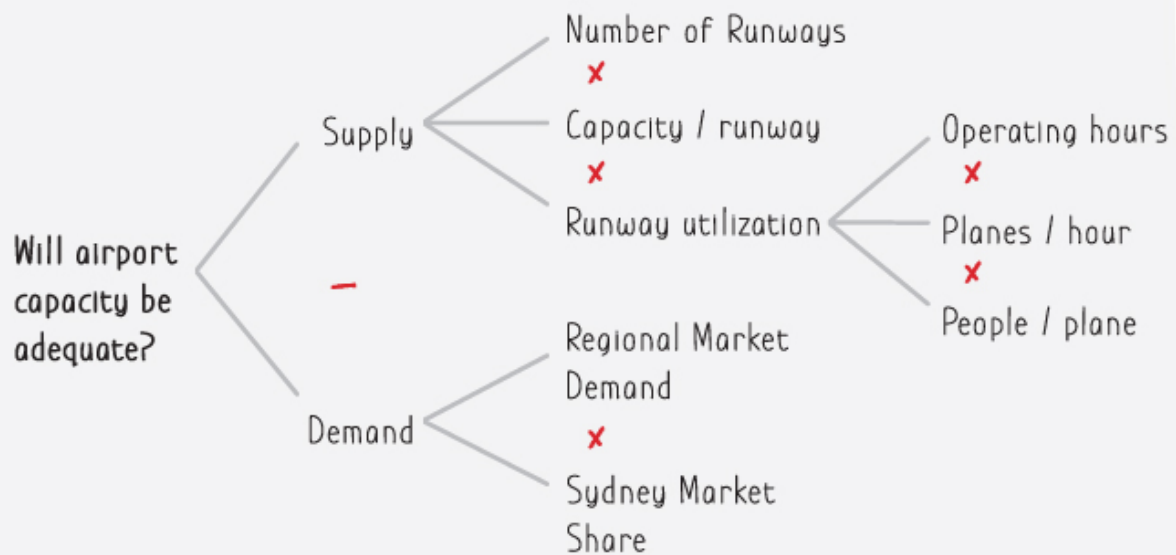 Number of Runways
x
Supply
Capacity / runway
Operating hours
x
x
Runway utilization
Planes / hour
Will airport
capacity be
adequate?
–
x
People / plane
Regional Market
Demand
Demand
x
Sydney Market
Share